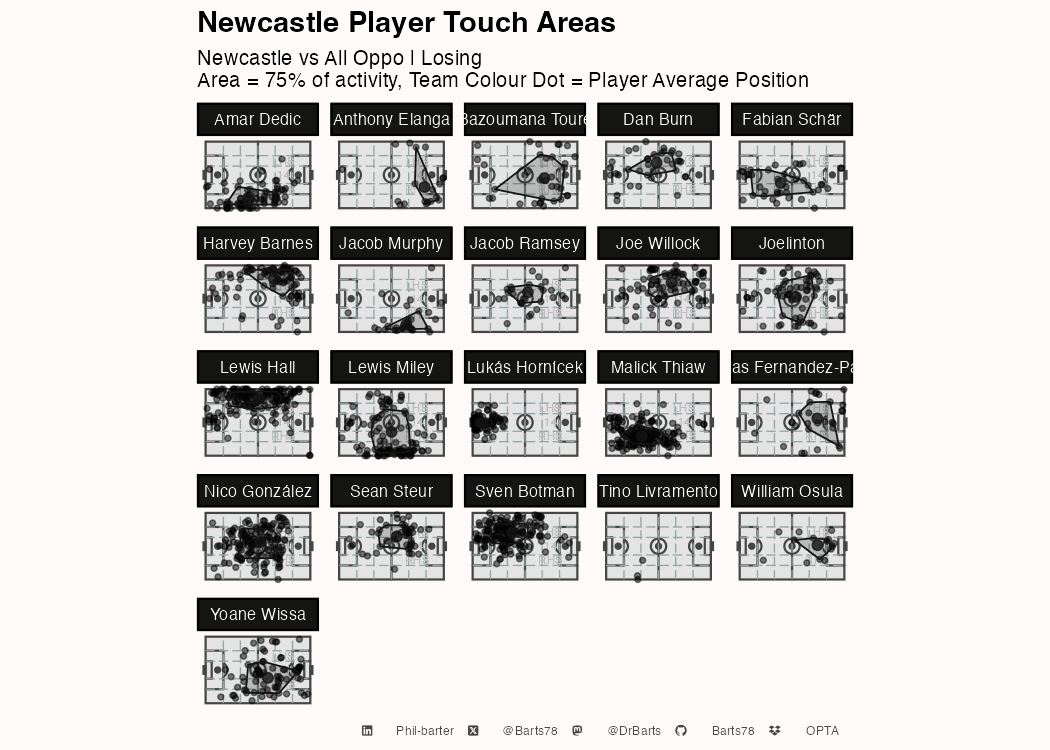 Newcastle Player Touch Areas
Newcastle vs All Oppo | Losing
Area = 75% of activity, Team Colour Dot = Player Average Position
Amar Dedic
Anthony Elanga
Bazoumana Toure
Dan Burn
Fabian Schär
Harvey Barnes
Jacob Murphy
Jacob Ramsey
Joe Willock
Joelinton
Lewis Hall
Lewis Miley
Lukás Hornícek
Malick Thiaw
as Fernandez-Pa
Nico González
Sean Steur
Sven Botman
Tino Livramento
William Osula
Yoane Wissa
Phil-barter @Barts78 @DrBarts Barts78 OPTA